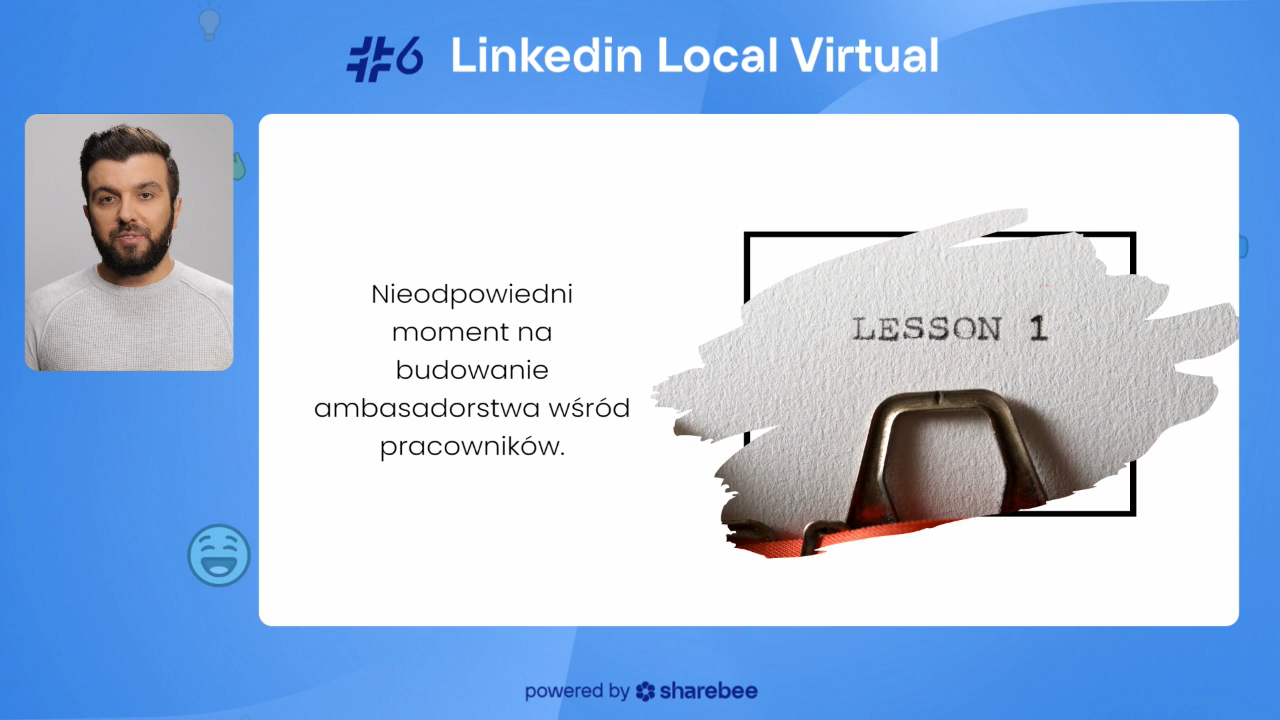 #6 Linkedin Local Virtual
Nieodpowiedni
moment na
budowanie
ambasadorstwa wśród
pracowników.
LESSON 1
powered by sharebee